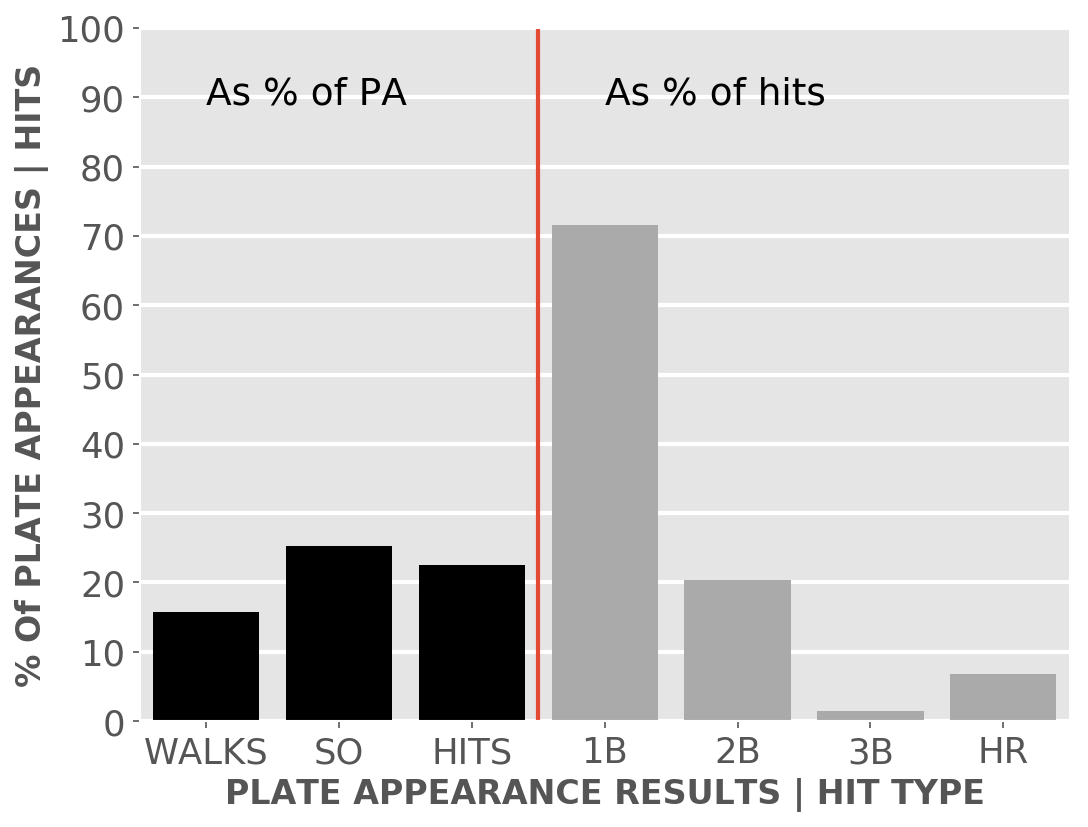 % Of PLATE APPEARANCES | HITS
100
90
80
70
60
50
40
30
20
10
0
As % of PA
As % of hits
WALKS SO HITS 1B 2B 3B HR
PLATE APPEARANCE RESULTS | HIT TYPE